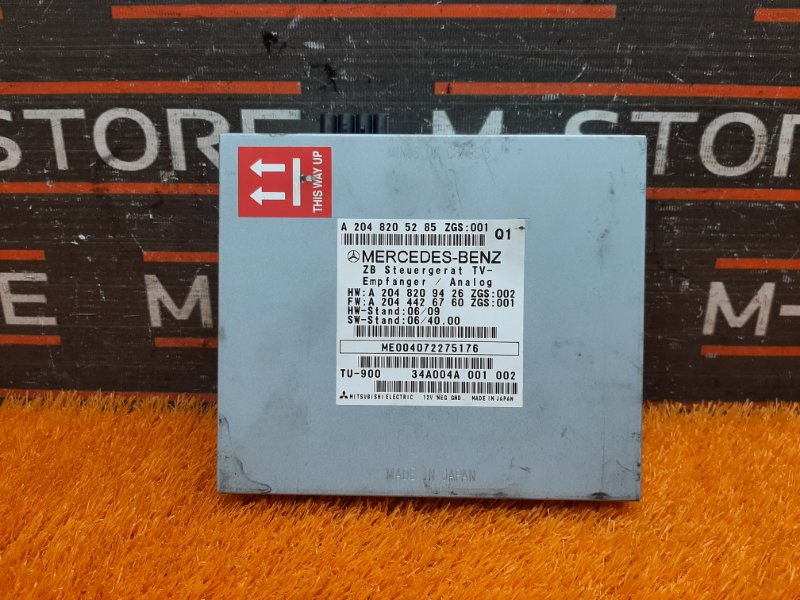 M-STORE
M-STORE
M-STORE
THIS WAY UP
A 204 820 52 85 ZGS:001
Q1
MERCEDES-BENZ
ZB Steuergerat TV-
Empfanger / Analog
HW: A 204 820 94 26 ZGS:002
FW: A 204 442 67 60 ZGS:001
HW-Stand:06/09
SW-Stand:06/40.00
ME004072275176
TU-900 34A004A 001 002
MITSUBISHI ELECTRIC 12V NEG GRD. MADE IN JAPAN
MADE IN JAPAN